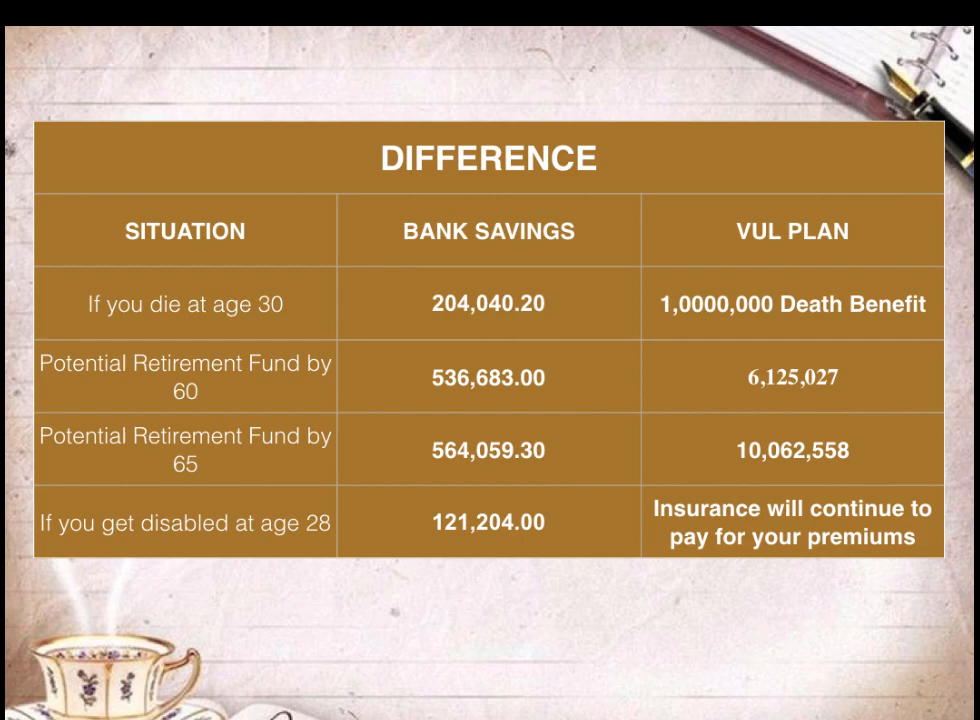 DIFFERENCE
SITUATION BANK SAVINGS VUL PLAN
If you die at age 30 204,040.20 1,0000,000 Death Benefit
Potential Retirement Fund by
60 536,683.00 6,125,027
Potential Retirement Fund by
65 564,059.30 10,062,558
If you get disabled at age 28 121,204.00 Insurance will continue to
pay for your premiums